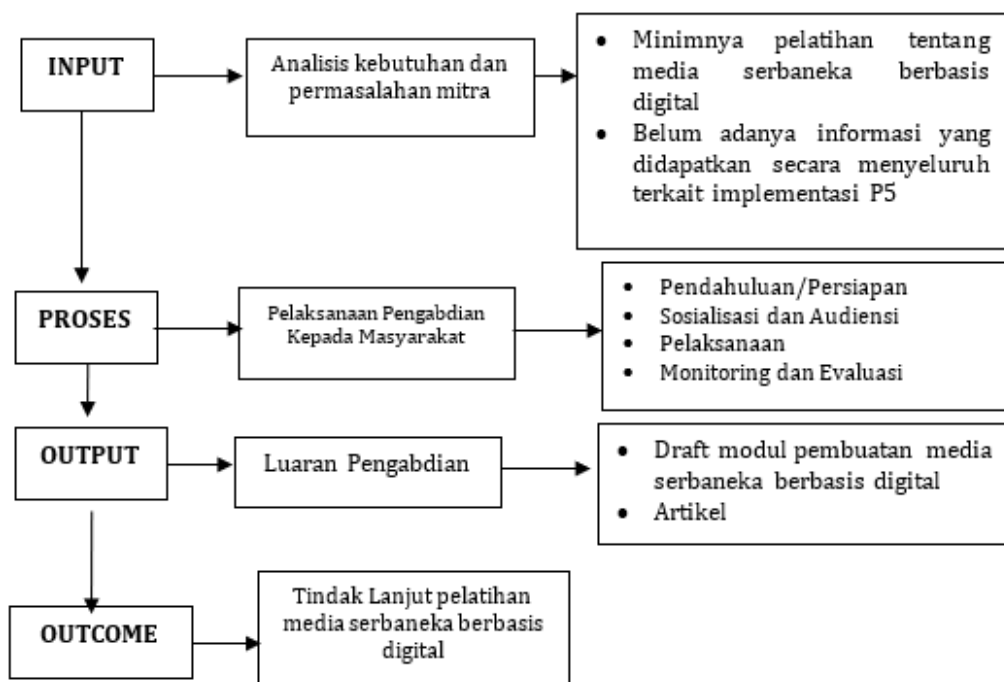 INPUT
Analisis kebutuhan dan
permasalahan mitra
• Minimnya pelatihan tentang
media serbaneka berbasis
digital
• Belum adanya informasi yang
didapatkan secara menyeluruh
terkait implementasi P5
PROSES
Pelaksanaan Pengabdian
Kepada Masyarakat
• Pendahuluan/Persiapan
• Sosialisasi dan Audiensi
• Pelaksanaan
• Monitoring dan Evaluasi
OUTPUT
Luaran Pengabdian
• Draft modul pembuatan media
serbaneka berbasis digital
• Artikel
OUTCOME
Tindak Lanjut pelatihan
media serbaneka berbasis
digital